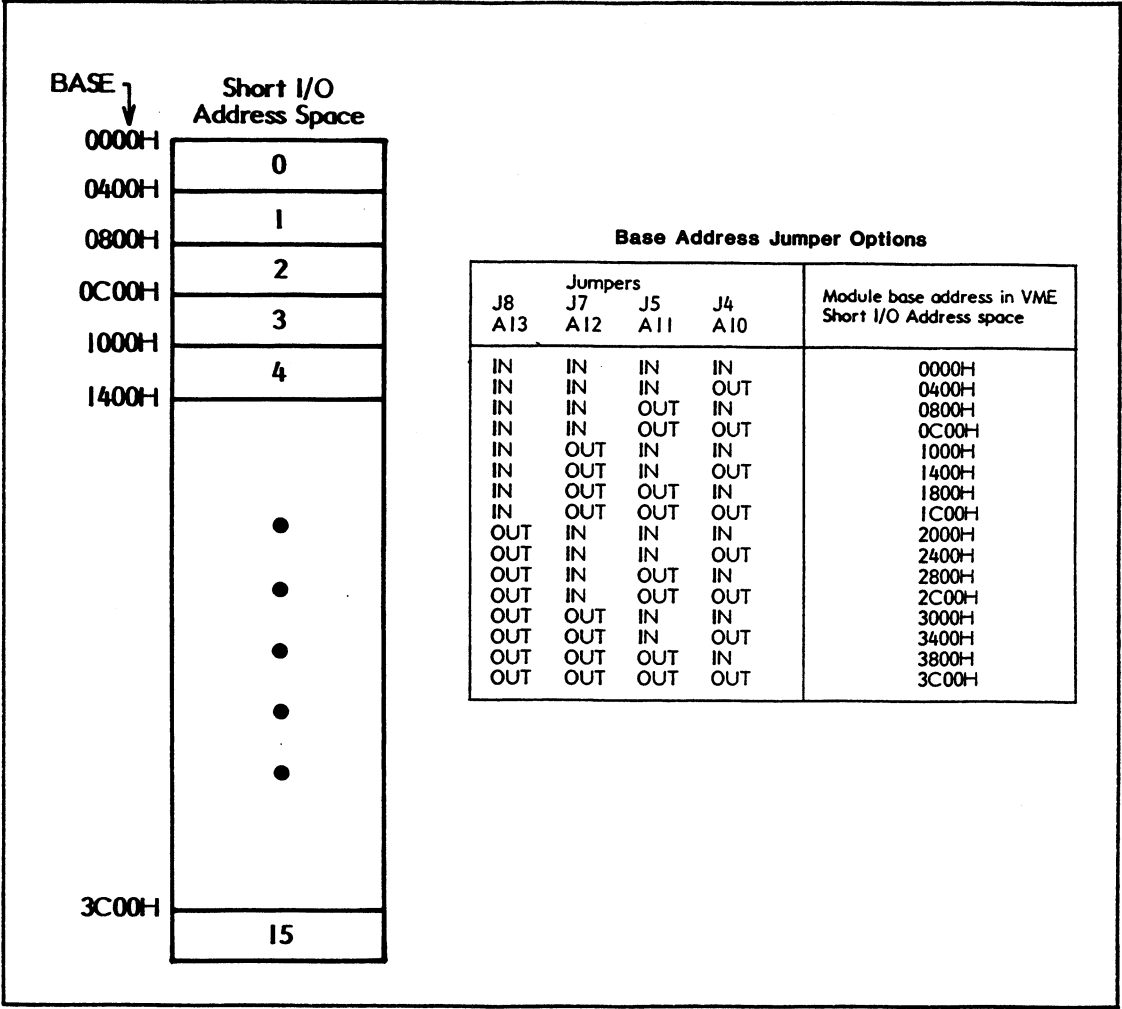 BASE
Short I/O
Address Space
0000H
0
0400H
1
0800H
2
0C00H
3
1000H
4
1400H
3C00H
15
Base Address Jumper Options
Jumpers
J8 J7 J5 J4
A13 A12 A11 A10
Module base address in VME
Short I/O Address space
IN IN IN IN 0000H
IN IN IN OUT 0400H
IN IN OUT IN 0800H
IN IN OUT OUT 0C00H
IN OUT IN IN 1000H
IN OUT IN OUT 1400H
IN OUT OUT IN 1800H
IN OUT OUT OUT 1C00H
OUT IN IN IN 2000H
OUT IN IN OUT 2400H
OUT IN OUT IN 2800H
OUT IN OUT OUT 2C00H
OUT OUT IN IN 3000H
OUT OUT IN OUT 3400H
OUT OUT OUT IN 3800H
OUT OUT OUT OUT 3C00H